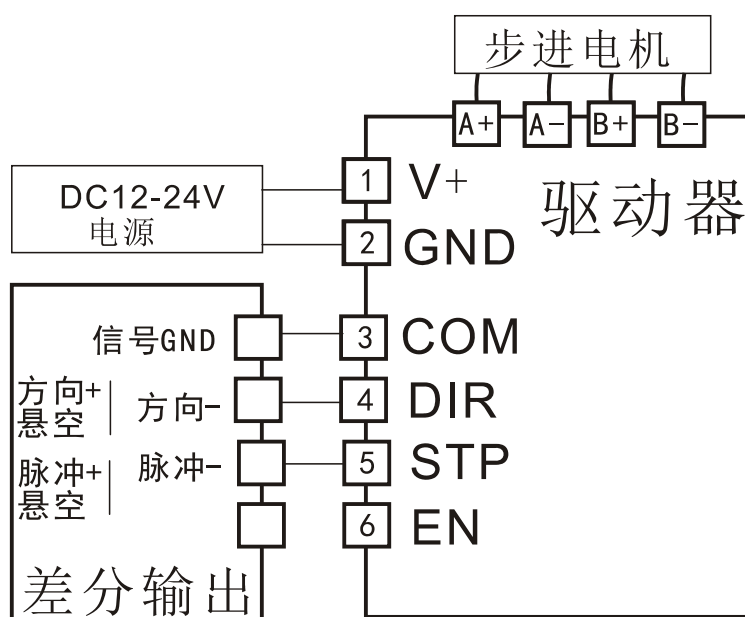 步进电机
A+ A- B+ B-
DC12-24V
电源
1 V+
驱动器
2 GND
信号GND
3 COM
方向+
悬空
方向-
4 DIR
脉冲+
悬空
脉冲-
5 STP
6 EN
差分输出